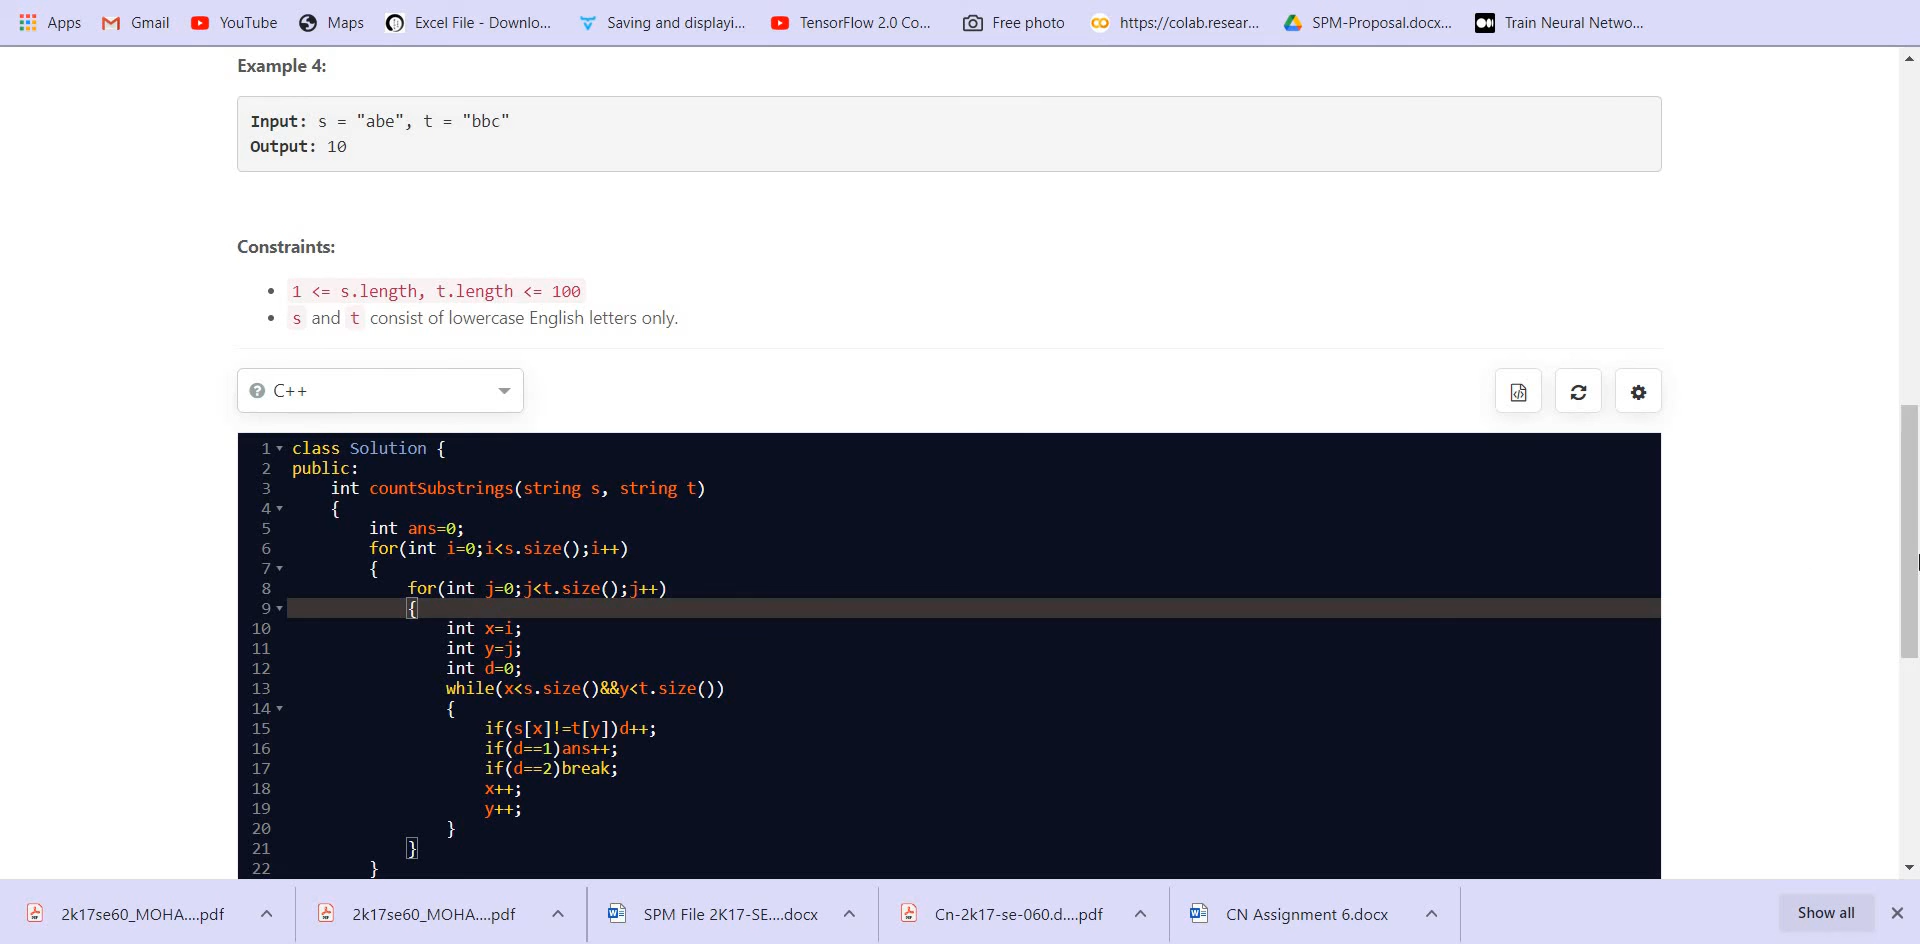 Apps Gmail YouTube Maps Excel File - Downlo... Saving and displayi... TensorFlow 2.0 Co... Free photo https://colab.resear... SPM-Proposal.docx... Train Neural Netwo...
Example 4:
Input: s = "abe", t = "bbc"
Output: 10
Constraints:
1 <= s.length, t.length <= 100
s and t consist of lowercase English letters only.
C++
1 class Solution {
2 public:
3 int countSubstrings(string s, string t)
4 {
5 int ans=0;
6 for(int i=0;i<s.size();i++)
7 {
8 for(int j=0;j<t.size();j++)
9 {
10 int x=i;
11 int y=j;
12 int d=0;
13 while(x<s.size()&&y<t.size())
14 {
15 if(s[x]!=t[y])d++;
16 if(d==1)ans++;
17 if(d==2)break;
18 x++;
19 y++;
20 }
21 }
22 }
2k17se60_MOHA....pdf 2k17se60_MOHA....pdf SPM File 2K17-SE....docx Cn-2k17-se-060.d....pdf CN Assignment 6.docx Show all